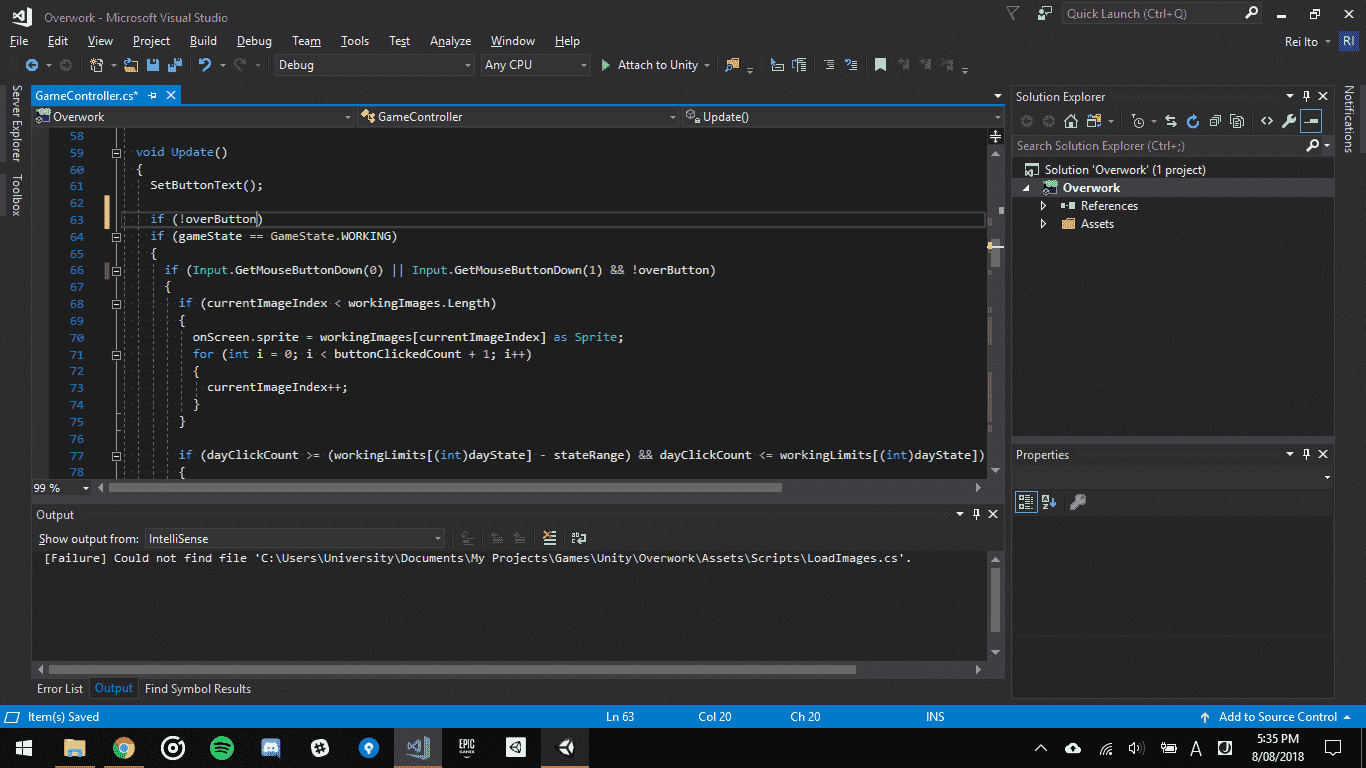 Overwork - Microsoft Visual Studio
Quick Launch (Ctrl+Q)
File Edit View Project Build Debug Team Tools Test Analyze Window Help
Rei Ito RI
Debug Any CPU Attach to Unity
Server Explorer
Toolbox
GameController.cs*
Overwork GameController Update()
58
59 void Update()
60 {
61 SetButtonText();
62
63 if (!overButton)
64 if (gameState == GameState.WORKING)
65 {
66 if (Input.GetMouseButtonDown(0) || Input.GetMouseButtonDown(1) && !overButton)
67 {
68 if (currentImageIndex < workingImages.Length)
69 {
70 onScreen.sprite = workingImages[currentImageIndex] as Sprite;
71 for (int i = 0; i < buttonClickedCount + 1; i++)
72 {
73 currentImageIndex++;
74 }
75 }
76
77 if (dayClickCount >= (workingLimits[(int)dayState] - stateRange) && dayClickCount <= workingLimits[(int)dayState])
78 {
99 %
Output
Show output from: IntelliSense
[Failure] Could not find file 'C:\Users\University\Documents\My Projects\Games\Unity\Overwork\Assets\Scripts\LoadImages.cs'.
Error List Output Find Symbol Results
Solution Explorer
Search Solution Explorer (Ctrl+;)
Solution 'Overwork' (1 project)
Overwork
References
Assets
Properties
Notifications
Item(s) Saved Ln 63 Col 20 Ch 20 INS Add to Source Control
EPIC
GAMES
A
5:35 PM
8/08/2018